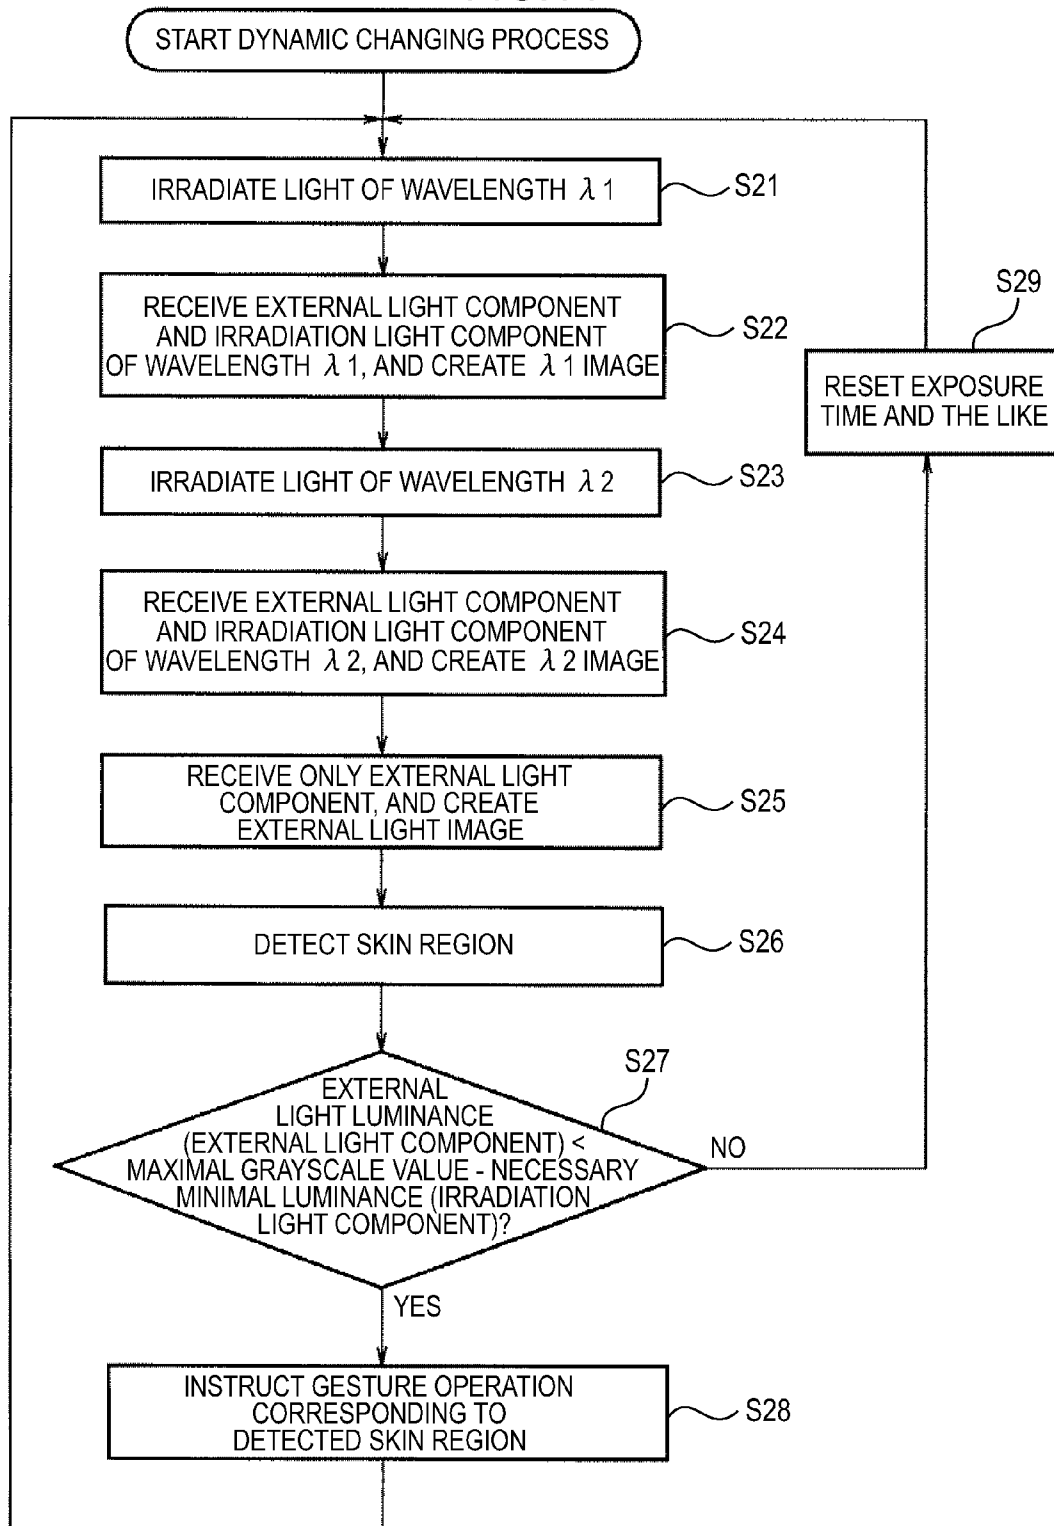 START DYNAMIC CHANGING PROCESS
IRRADIATE LIGHT OF WAVELENGTH λ1
S21
RECEIVE EXTERNAL LIGHT COMPONENT
AND IRRADIATION LIGHT COMPONENT
OF WAVELENGTH λ1, AND CREATE λ1 IMAGE
S22
S29
RESET EXPOSURE
TIME AND THE LIKE
IRRADIATE LIGHT OF WAVELENGTH λ2
S23
RECEIVE EXTERNAL LIGHT COMPONENT
AND IRRADIATION LIGHT COMPONENT
OF WAVELENGTH λ2, AND CREATE λ2 IMAGE
S24
RECEIVE ONLY EXTERNAL LIGHT
COMPONENT, AND CREATE
EXTERNAL LIGHT IMAGE
S25
DETECT SKIN REGION
S26
S27
EXTERNAL
LIGHT LUMINANCE
(EXTERNAL LIGHT COMPONENT) <
MAXIMAL GRAYSCALE VALUE - NECESSARY
MINIMAL LUMINANCE (IRRADIATION
LIGHT COMPONENT)?
NO
YES
INSTRUCT GESTURE OPERATION
CORRESPONDING TO
DETECTED SKIN REGION
S28